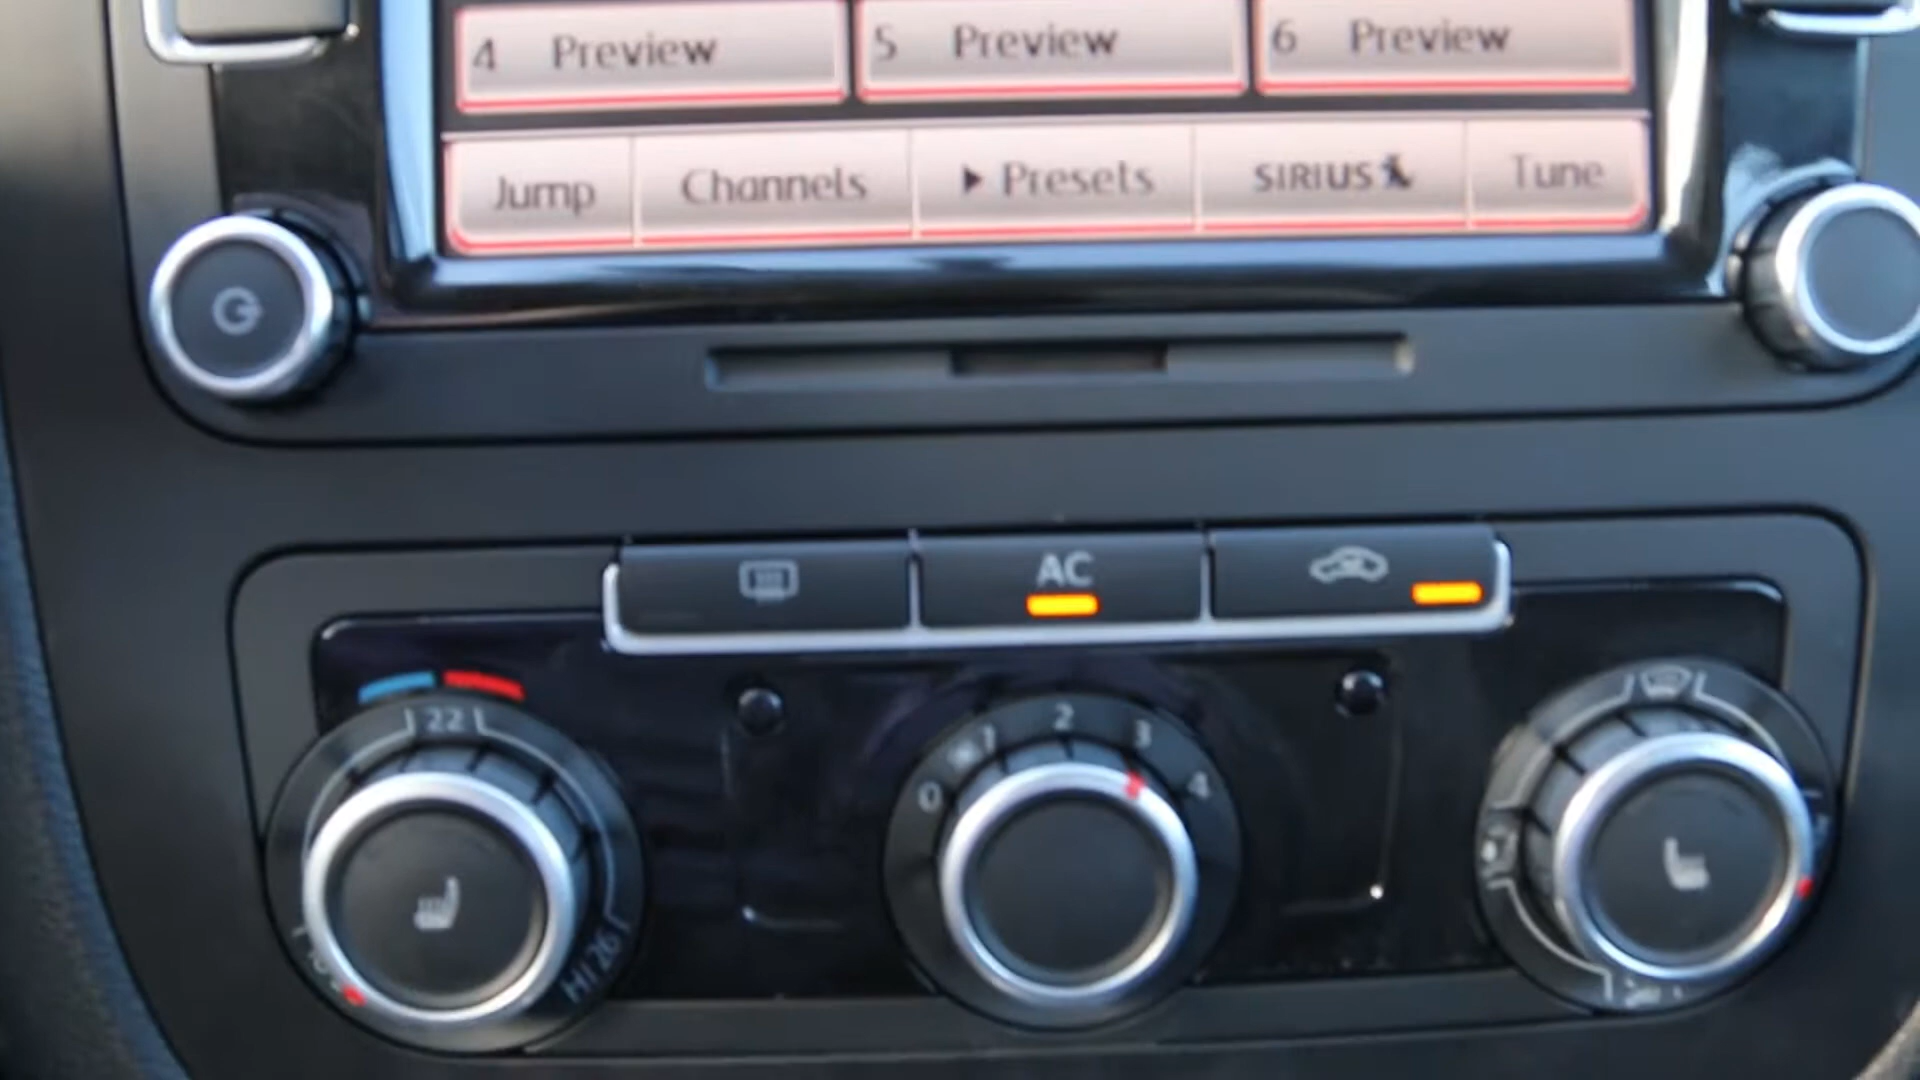 4 Preview 5 Preview 6 Preview
Jump Channels Presets SIRIUS Tune
AC
22
HI 26
0 1 2 3 4